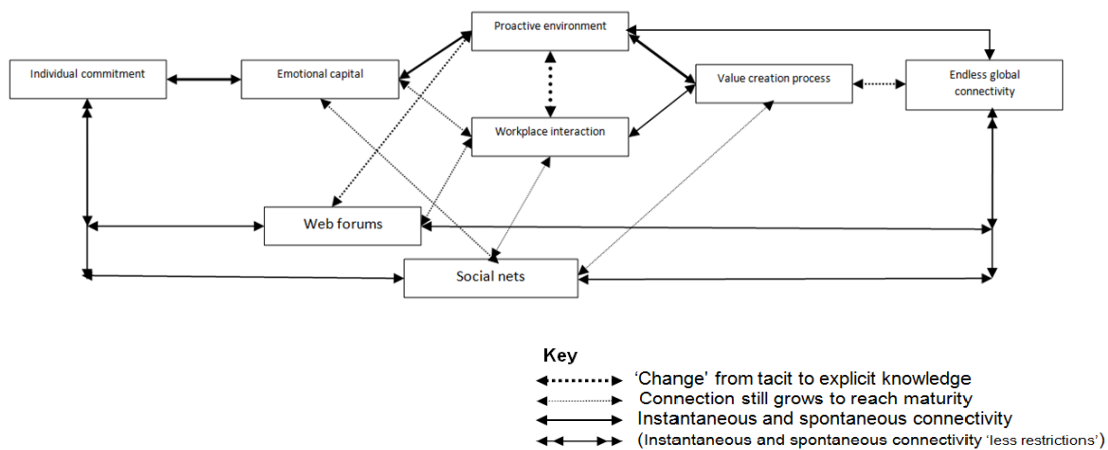 Proactive environment
Individual commitment
Emotional capital
Value creation process
Endless global
connectivity
Workplace interaction
Web forums
Social nets
Key
‘Change’ from tacit to explicit knowledge
Connection still grows to reach maturity
Instantaneous and spontaneous connectivity
(Instantaneous and spontaneous connectivity ‘less restrictions’)